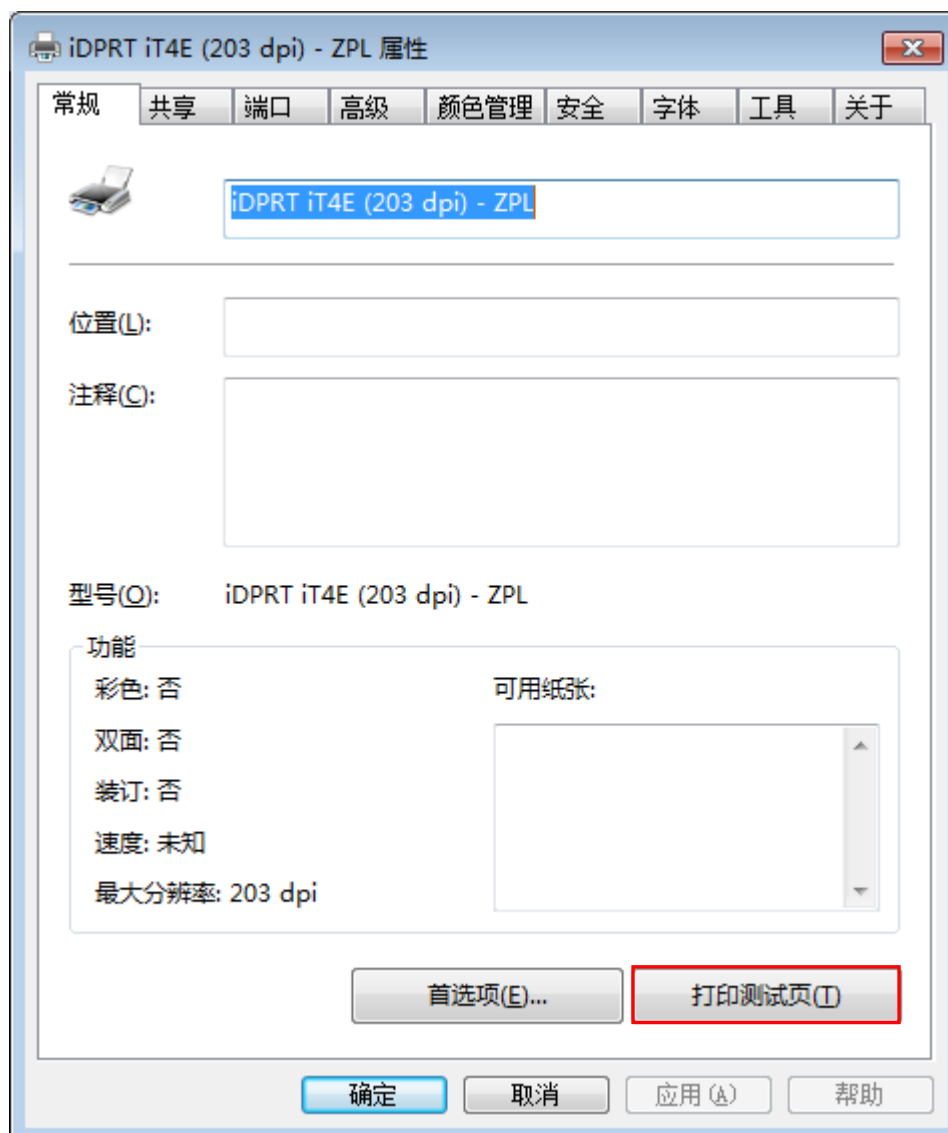 iDPRT iT4E (203 dpi) - ZPL 属性
常规 共享 端口 高级 颜色管理 安全 字体 工具 关于
iDPRT iT4E (203 dpi) - ZPL
位置(L):
注释(C):
型号(O): iDPRT iT4E (203 dpi) - ZPL
功能
彩色: 否 可用纸张:
双面: 否
装订: 否
速度: 未知
最大分辨率: 203 dpi
首选项(E)... 打印测试页(T)
确定 取消 应用(A) 帮助